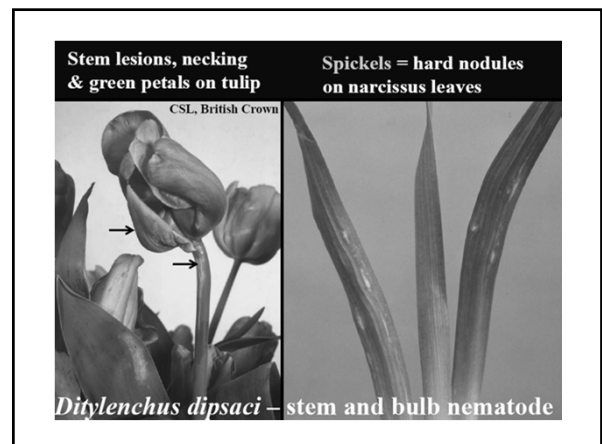 Stem lesions, necking
& green petals on tulip
Spickels = hard nodules
on narcissus leaves
CSL, British Crown
Ditylenchus dipsaci – stem and bulb nematode